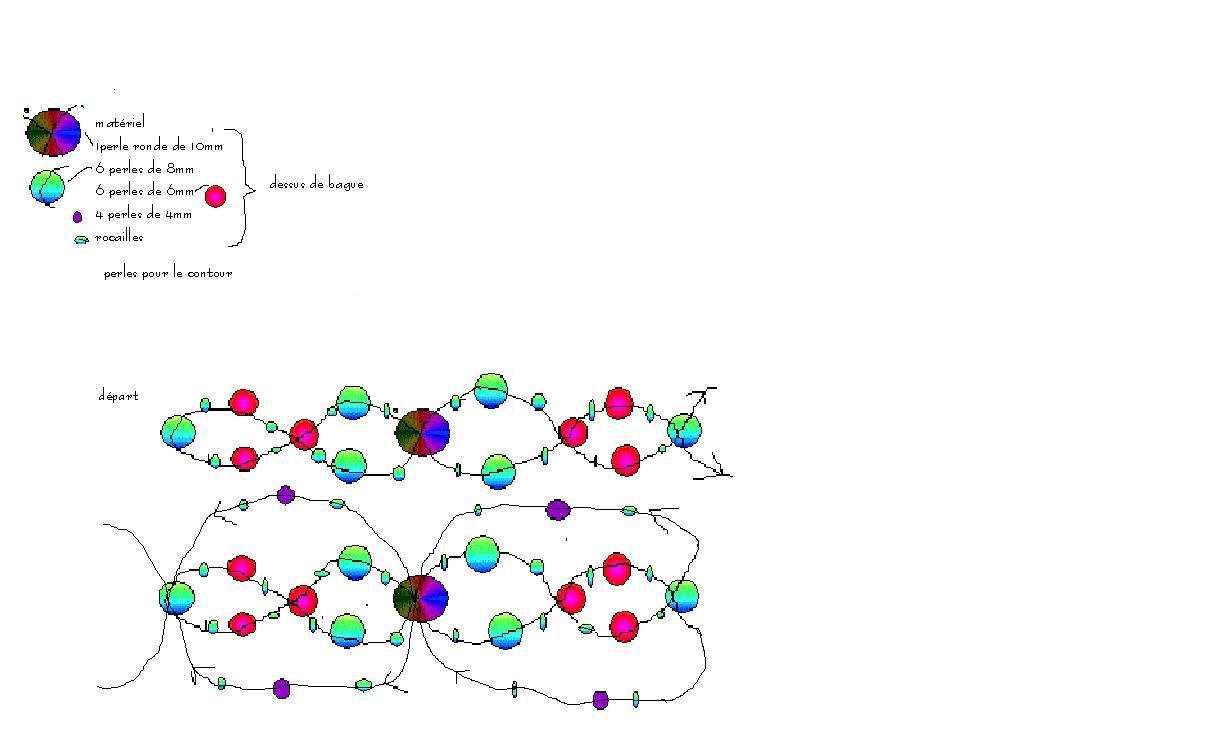 matériel
1perle ronde de 10mm
6 perles de 8mm
6 perles de 6mm
dessus de bague
4 perles de 4mm
rocailles
perles pour le contour
départ